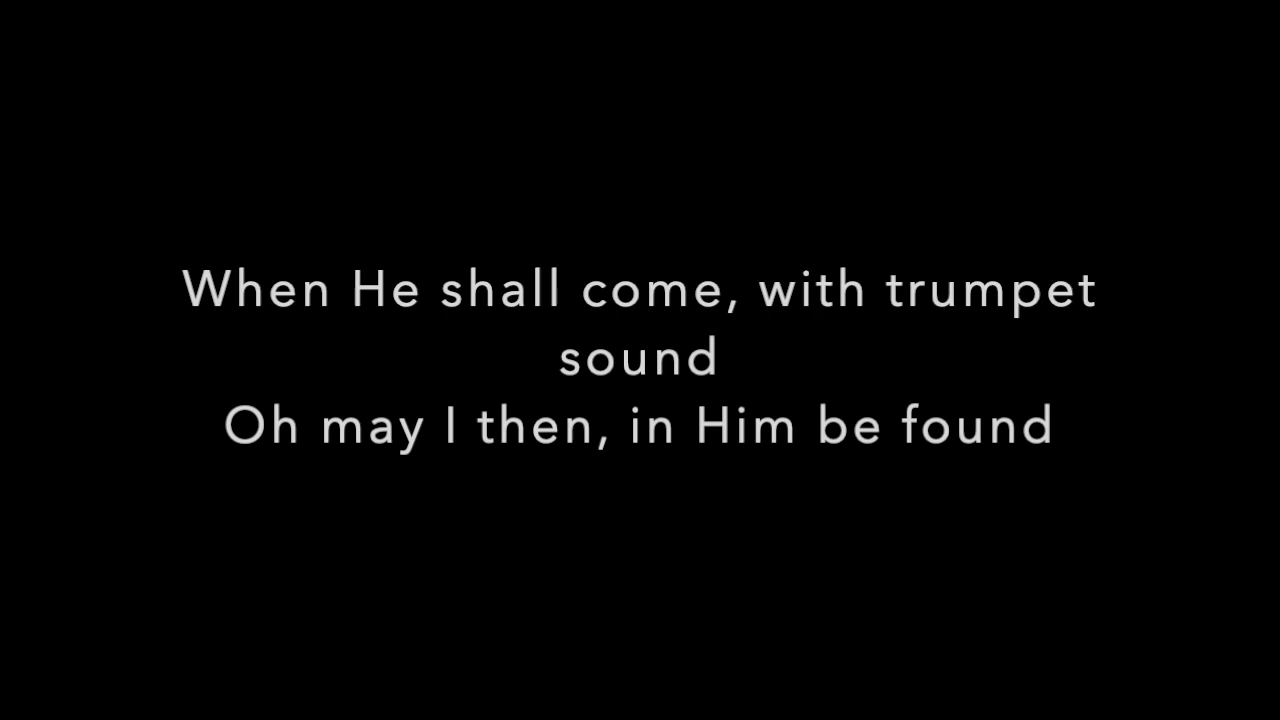 When He shall come, with trumpet
sound
Oh may I then, in Him be found